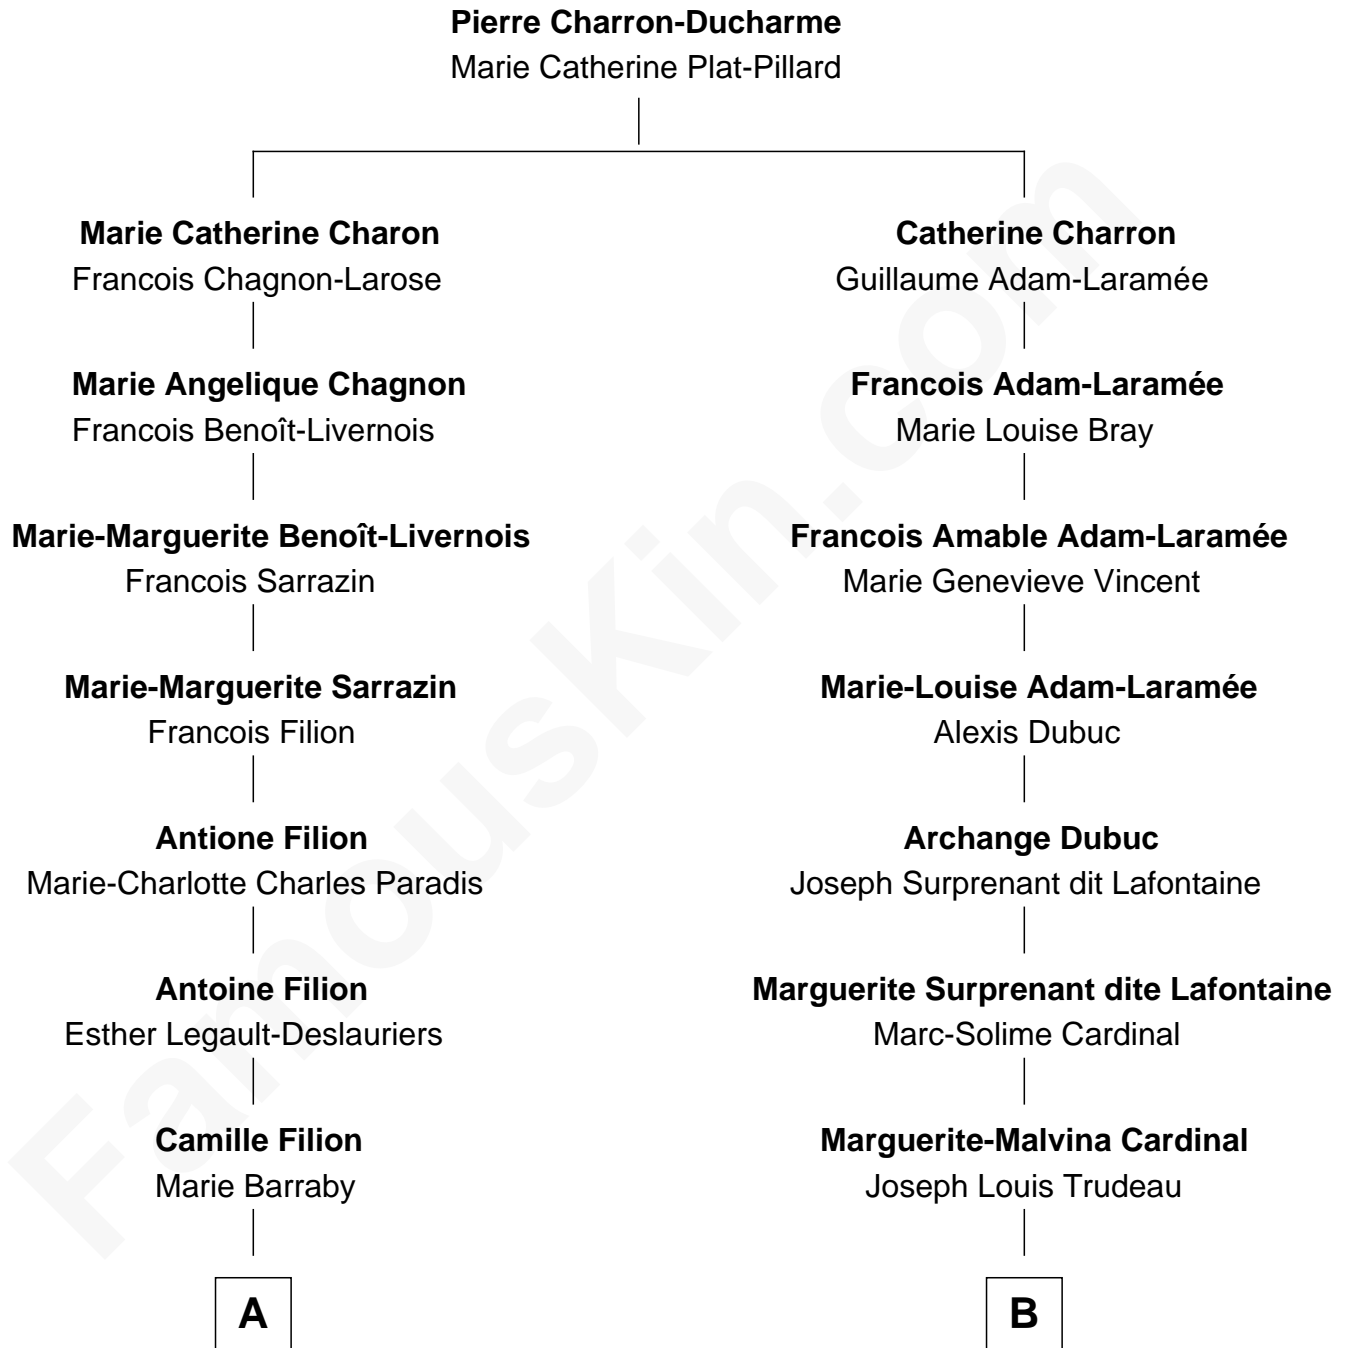 Pierre Charron-Ducharme
Marie Catherine Plat-Pillard
Marie Catherine Charon
Francois Chagnon-Larose
Catherine Charron
Guillaume Adam-Laramée
Marie Angelique Chagnon
Francois Benoît-Livernois
Francois Adam-Laramée
Marie Louise Bray
Marie-Marguerite Benoît-Livernois
Francois Sarrazin
Francois Amable Adam-Laramée
Marie Genevieve Vincent
Marie-Marguerite Sarrazin
Francois Filion
Marie-Louise Adam-Laramée
Alexis Dubuc
Antione Filion
Marie-Charlotte Charles Paradis
Archange Dubuc
Joseph Surprenant dit Lafontaine
Antoine Filion
Esther Legault-Deslauriers
Marguerite Surprenant dite Lafontaine
Marc-Solime Cardinal
Camille Filion
Marie Barraby
Marguerite-Malvina Cardinal
Joseph Louis Trudeau
A
B
FamousKin.com